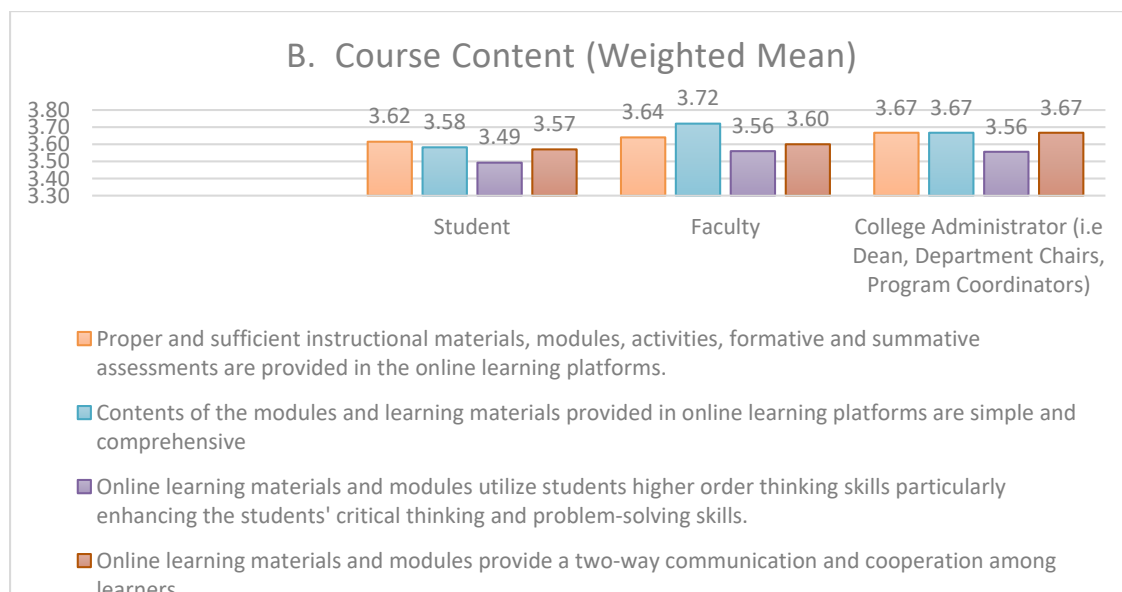 B. Course Content (Weighted Mean)
3.80
3.70
3.60
3.50
3.40
3.30
3.62
3.58
3.49
3.57
3.64
3.72
3.56
3.60
3.67
3.67
3.56
3.67
Student
Faculty
College Administrator (i.e
Dean, Department Chairs,
Program Coordinators)
Proper and sufficient instructional materials, modules, activities, formative and summative
assessments are provided in the online learning platforms.
Contents of the modules and learning materials provided in online learning platforms are simple and
comprehensive
Online learning materials and modules utilize students higher order thinking skills particularly
enhancing the students' critical thinking and problem-solving skills.
Online learning materials and modules provide a two-way communication and cooperation among
learners